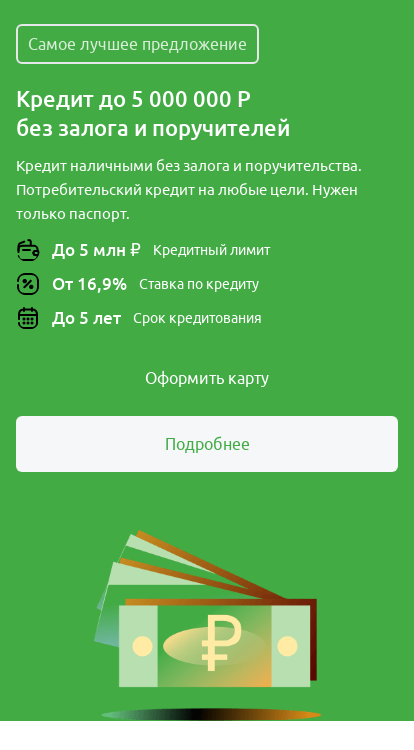 Самое лучшее предложение
Кредит до 5 000 000 Р
без залога и поручителей
Кредит наличными без залога и поручительства.
Потребительский кредит на любые цели. Нужен
только паспорт.
До 5 млн ₽ Кредитный лимит
От 16,9% Ставка по кредиту
До 5 лет Срок кредитования
Оформить карту
Подробнее
₽